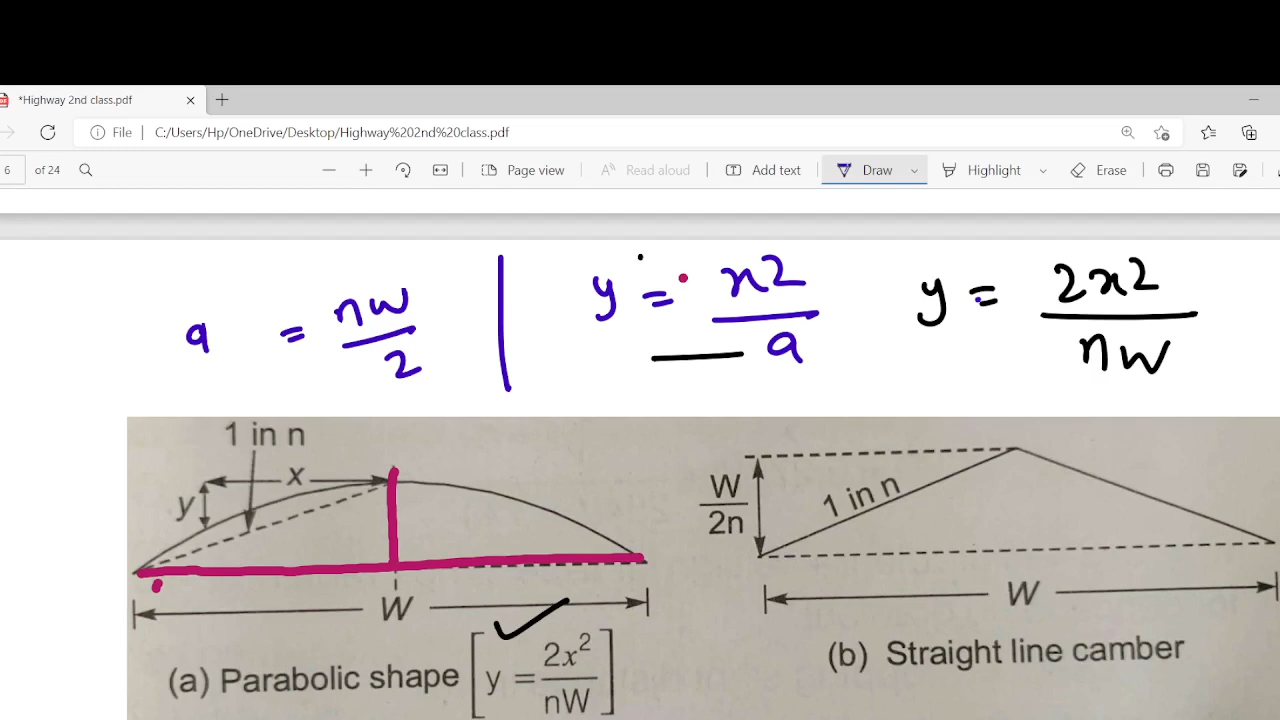 *Highway 2nd class.pdf
File C:/Users/Hp/OneDrive/Desktop/Highway%202nd%20class.pdf
6 of 24 Page view Read aloud Add text Draw Highlight Erase
a = nw/2 | y = x2/a y = 2x2/nw
1 in n
x
y
W/2n
1 in n
W
W
(a) Parabolic shape [y = 2x²/nW]
(b) Straight line camber